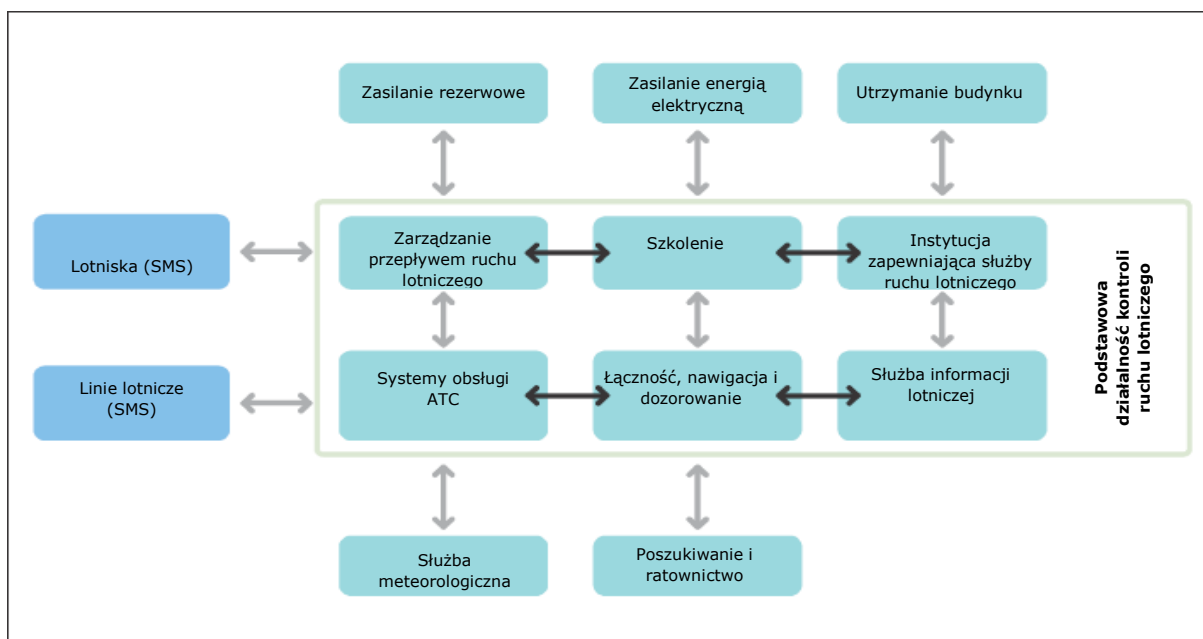 Zasilanie rezerwowe
Zasilanie energią
elektryczną
Utrzymanie budynku
Lotniska (SMS)
Zarządzanie
przepływem ruchu
lotniczego
Szkolenie
Instytucja
zapewniająca służby
ruchu lotniczego
Podstawowa
działalność kontroli
ruchu lotniczego
Linie lotnicze
(SMS)
Systemy obsługi
ATC
Łączność, nawigacja i
dozorowanie
Służba informacji
lotniczej
Służba
meteorologiczna
Poszukiwanie i
ratownictwo